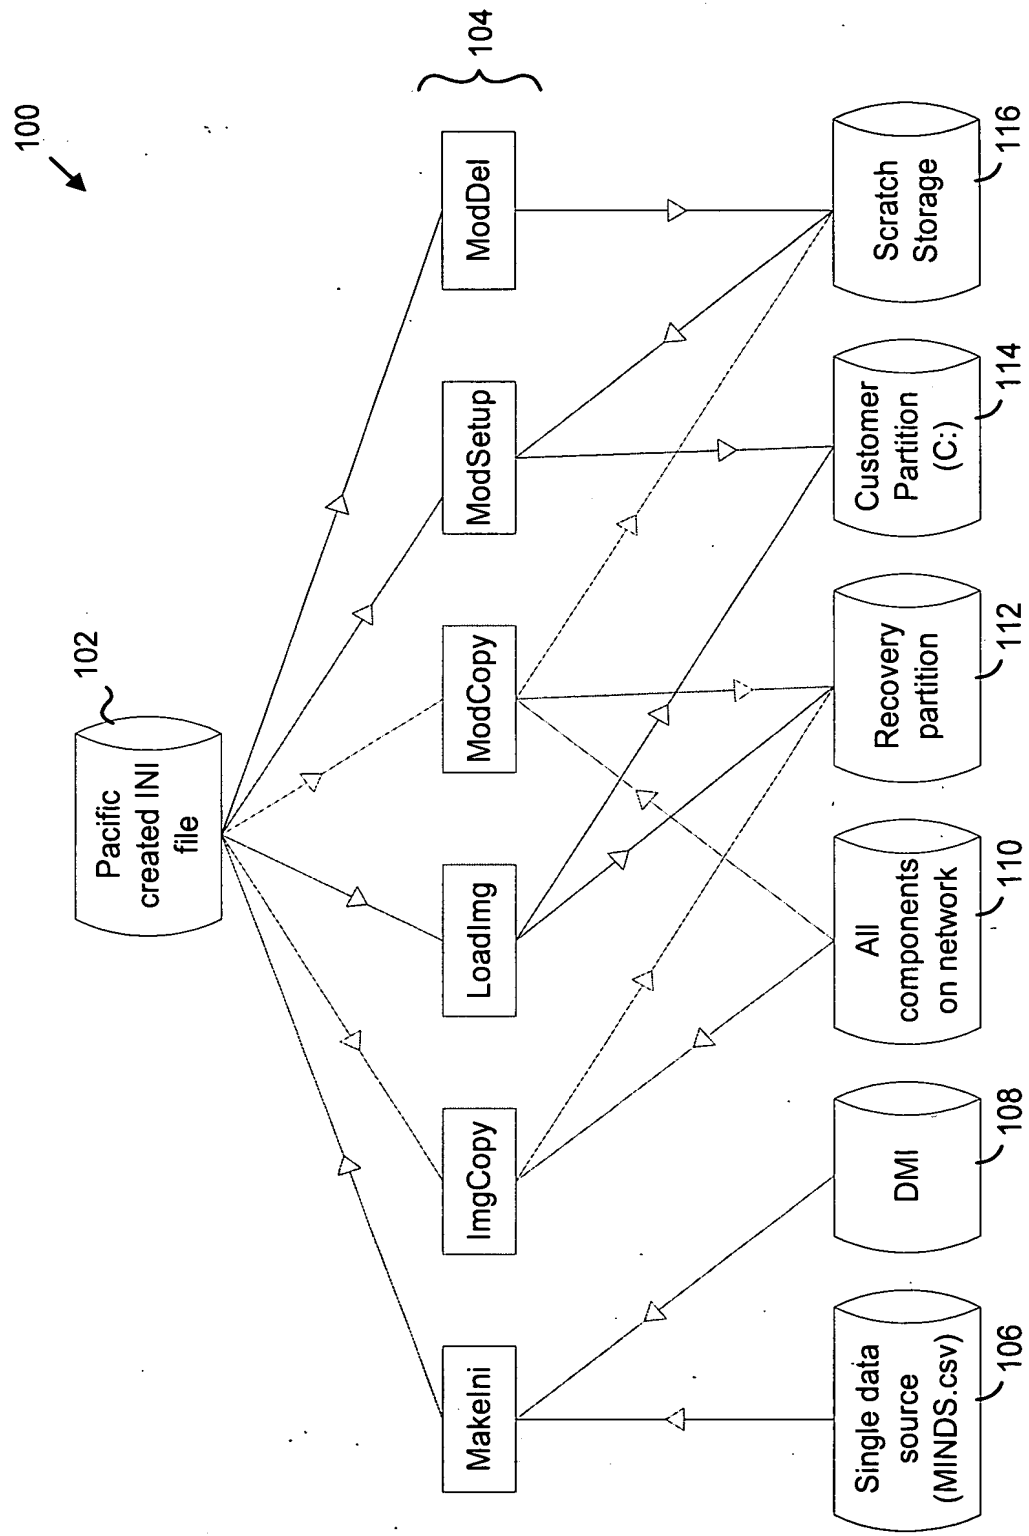 100
102
Pacific
created INI
file
104
MakeIni
ImgCopy
LoadImg
ModCopy
ModSetup
ModDel
Single data
source
(MINDS.csv)
106
DMI
108
All
components
on network
110
Recovery
partition
112
Customer
Partition
(C:)
114
Scratch
Storage
116